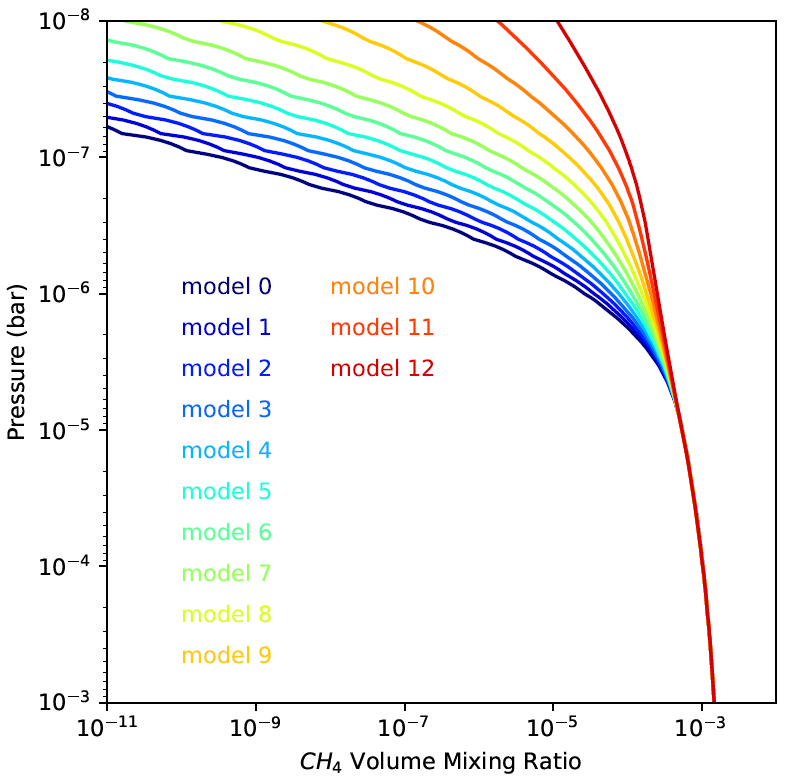 10⁻⁸
10⁻⁷
10⁻⁶
10⁻⁵
10⁻⁴
10⁻³
Pressure (bar)
model 0
model 1
model 2
model 3
model 4
model 5
model 6
model 7
model 8
model 9
model 10
model 11
model 12
10⁻¹¹
10⁻⁹
10⁻⁷
10⁻⁵
10⁻³
CH₄ Volume Mixing Ratio